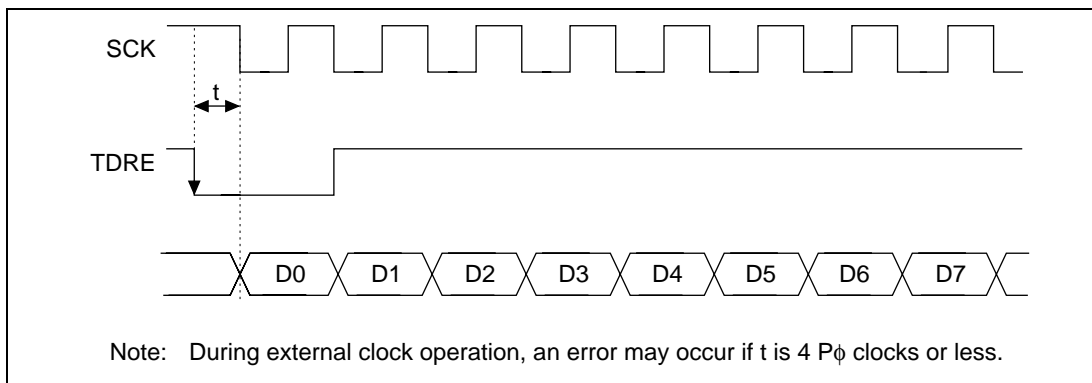 SCK
t
TDRE
D0 D1 D2 D3 D4 D5 D6 D7
Note: During external clock operation, an error may occur if t is 4 Pφ clocks or less.